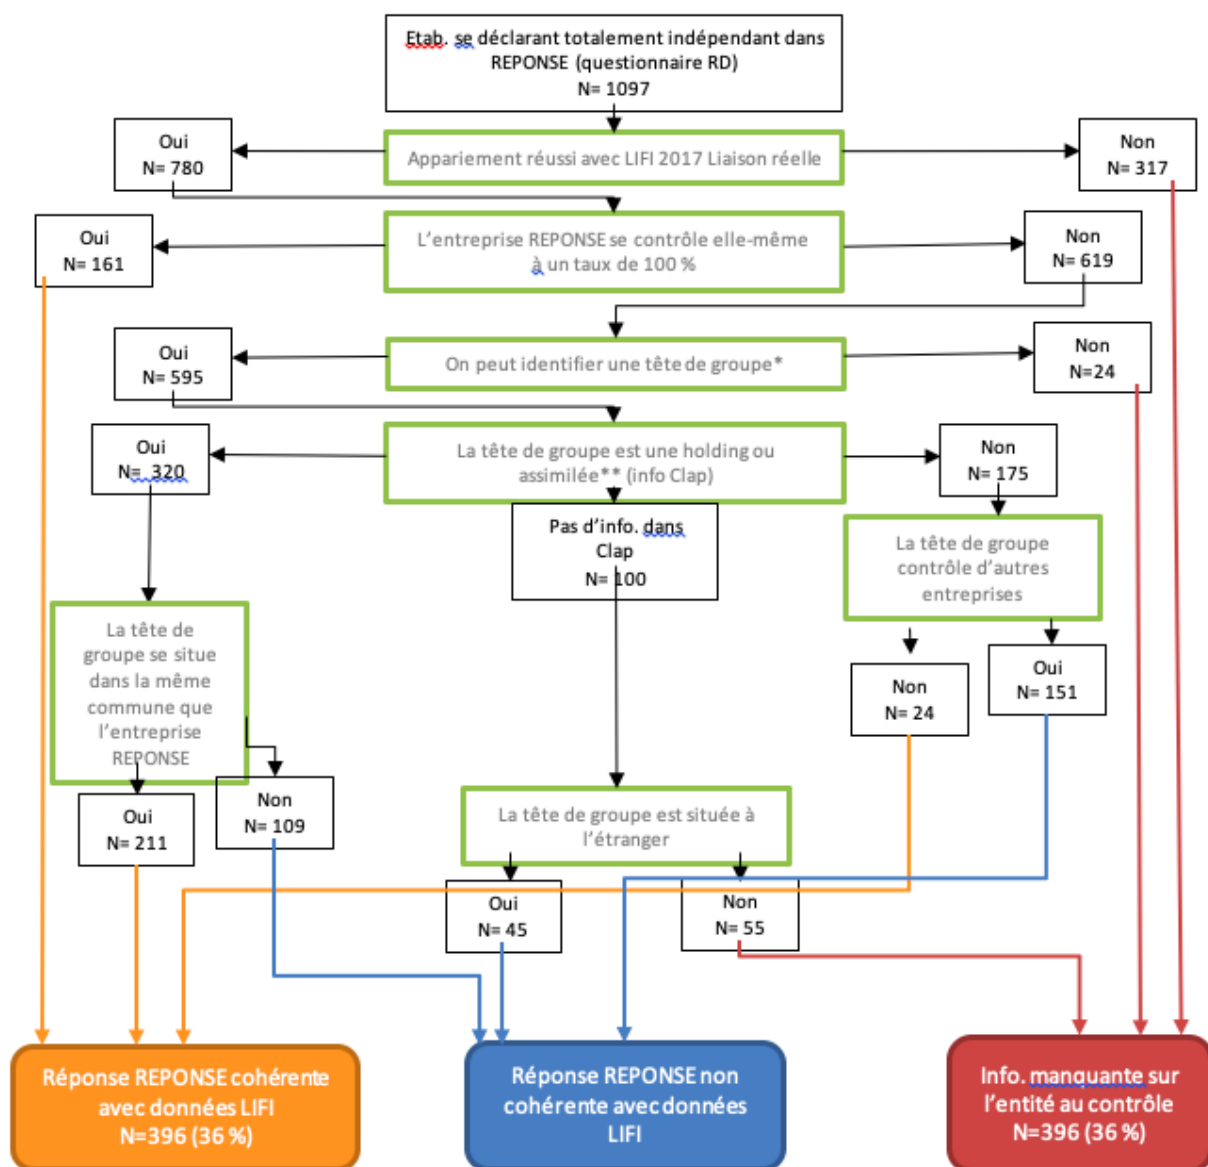 Etab. se déclarant totalement indépendant dans
REPONSE (questionnaire RD)
N= 1097
Oui
N= 780
Appariement réussi avec LIFI 2017 Liaison réelle
Non
N= 317
Oui
N= 161
L'entreprise REPONSE se contrôle elle-même
à un taux de 100 %
Non
N= 619
Oui
N= 595
On peut identifier une tête de groupe*
Non
N=24
Oui
N= 320
La tête de groupe est une holding ou
assimilée** (info Clap)
Non
N= 175
Pas d'info. dans
Clap
N= 100
La tête de groupe
contrôle d'autres
entreprises
La tête de
groupe se situe
dans la même
commune que
l'entreprise
REPONSE
Non
N= 24
Oui
N= 151
Oui
N= 211
Non
N= 109
La tête de groupe est située à
l'étranger
Oui
N= 45
Non
N= 55
Réponse REPONSE cohérente
avec données LIFI
N=396 (36 %)
Réponse REPONSE non
cohérente avec données
LIFI
Info. manquante sur
l'entité au contrôle
N=396 (36 %)